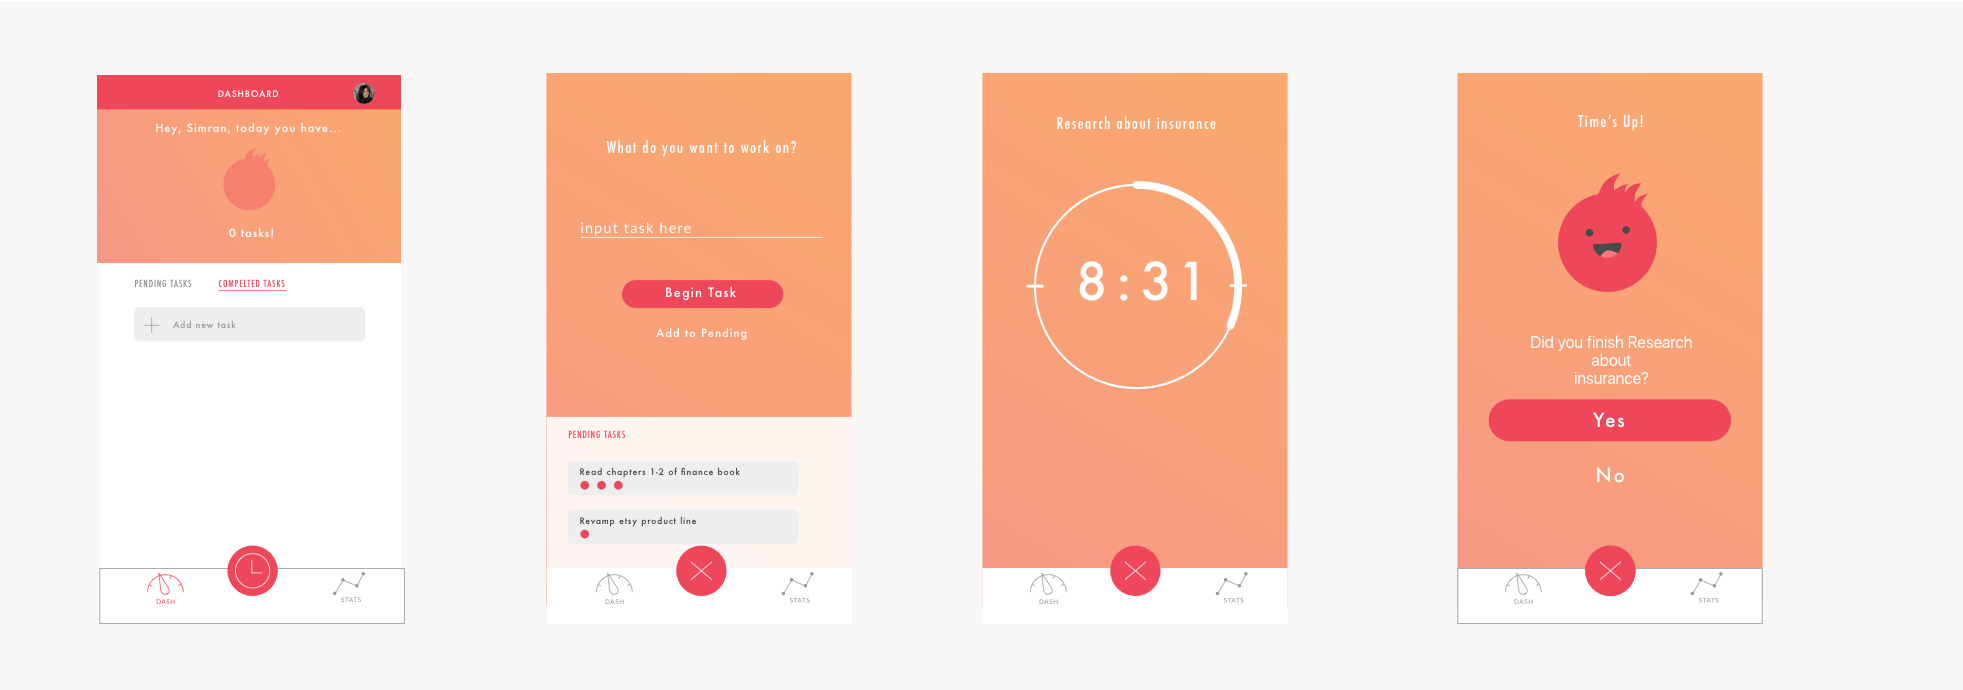 DASHBOARD
Hey, Simran, today you have...
0 tasks!
PENDING TASKS
COMPELTED TASKS
Add new task
DASH
STATS
What do you want to work on?
input task here
Begin Task
Add to Pending
PENDING TASKS
Read chapters 1-2 of finance book
Revamp etsy product line
DASH
STATS
Research about insurance
8:31
DASH
STATS
Time's Up!
Did you finish Research
about
insurance?
Yes
No
DASH
STATS